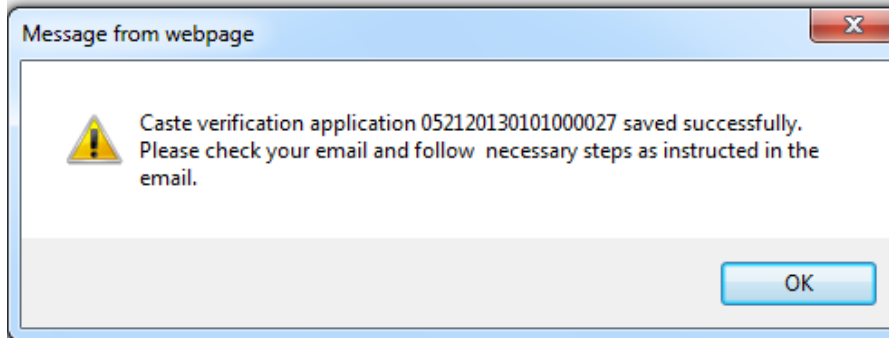 Message from webpage
Caste verification application 052120130101000027 saved successfully.
Please check your email and follow  necessary steps as instructed in the
email.
OK